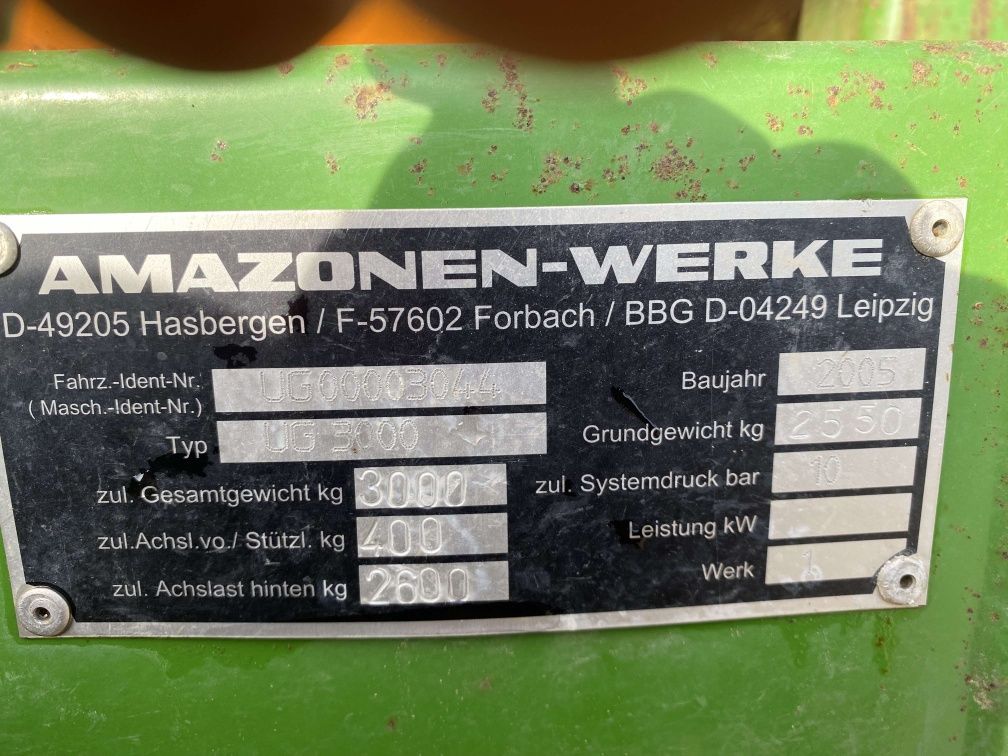 AMAZONEN-WERKE
D-49205 Hasbergen / F-57602 Forbach / BBG D-04249 Leipzig
Fahrz.-Ident-Nr.
( Masch.-Ident-Nr.) UG00003044
Typ UG 3000
zul. Gesamtgewicht kg 3000
zul.Achsl.vo./ Stützl. kg 400
zul. Achslast hinten kg 2600
Baujahr 2005
Grundgewicht kg 2550
zul. Systemdruck bar 10
Leistung kW
Werk 1